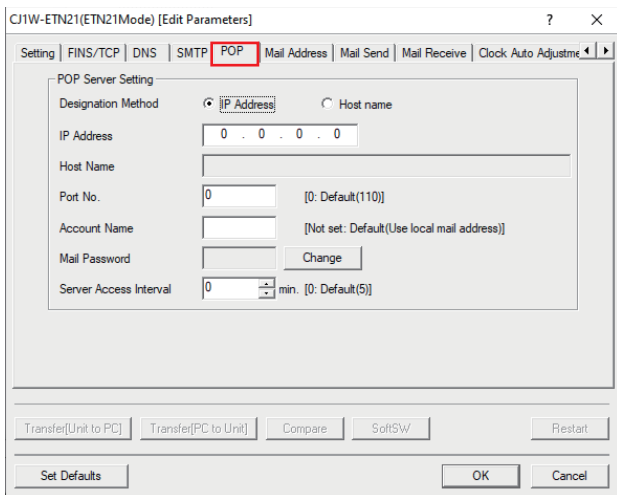 CJ1W-ETN21(ETN21Mode) [Edit Parameters]
Setting FINS/TCP DNS SMTP POP Mail Address Mail Send Mail Receive Clock Auto Adjustme
POP Server Setting
Designation Method IP Address Host name
IP Address 0 . 0 . 0 . 0
Host Name
Port No. 0 [0: Default(110)]
Account Name [Not set: Default(Use local mail address)]
Mail Password Change
Server Access Interval 0 min. [0: Default(5)]
Transfer[Unit to PC] Transfer[PC to Unit] Compare SoftSW Restart
Set Defaults OK Cancel